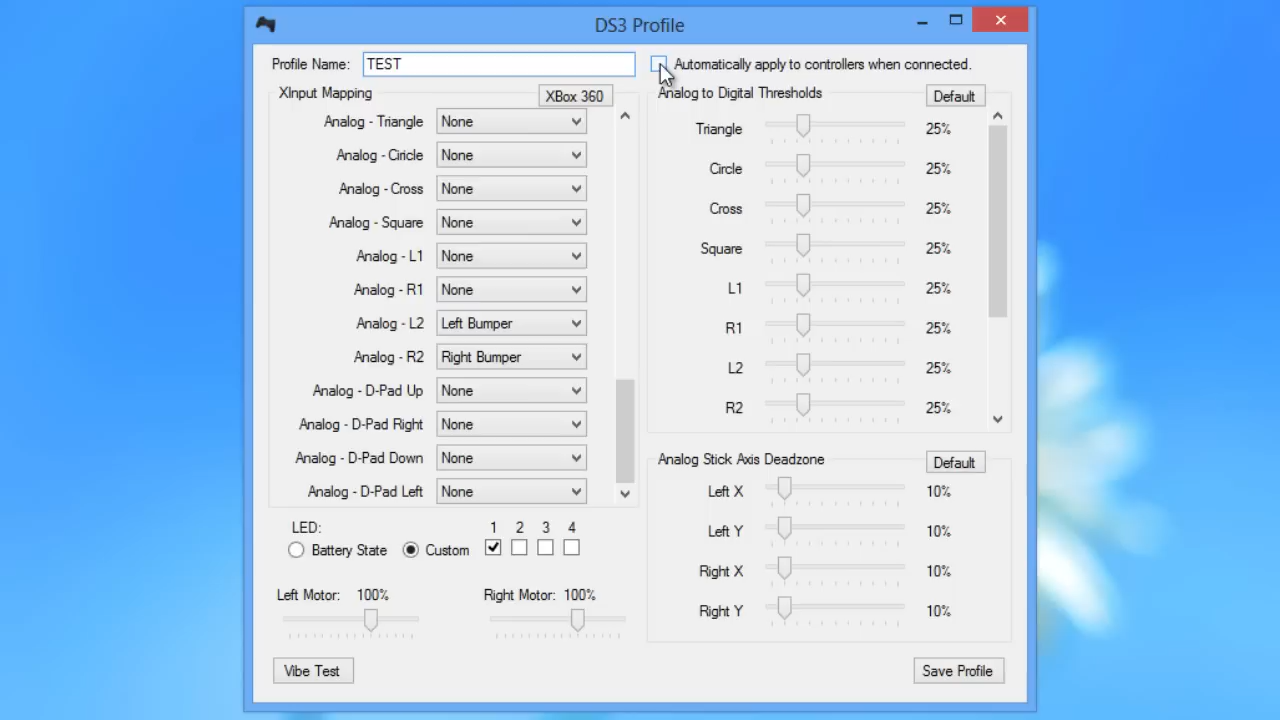 DS3 Profile
Profile Name: TEST
Automatically apply to controllers when connected.
XInput Mapping
XBox 360
Analog - Triangle None
Analog - Ciricle None
Analog - Cross None
Analog - Square None
Analog - L1 None
Analog - R1 None
Analog - L2 Left Bumper
Analog - R2 Right Bumper
Analog - D-Pad Up None
Analog - D-Pad Right None
Analog - D-Pad Down None
Analog - D-Pad Left None
LED: 1 2 3 4
Battery State Custom
Left Motor: 100% Right Motor: 100%
Vibe Test
Analog to Digital Thresholds Default
Triangle 25%
Circle 25%
Cross 25%
Square 25%
L1 25%
R1 25%
L2 25%
R2 25%
Analog Stick Axis Deadzone Default
Left X 10%
Left Y 10%
Right X 10%
Right Y 10%
Save Profile